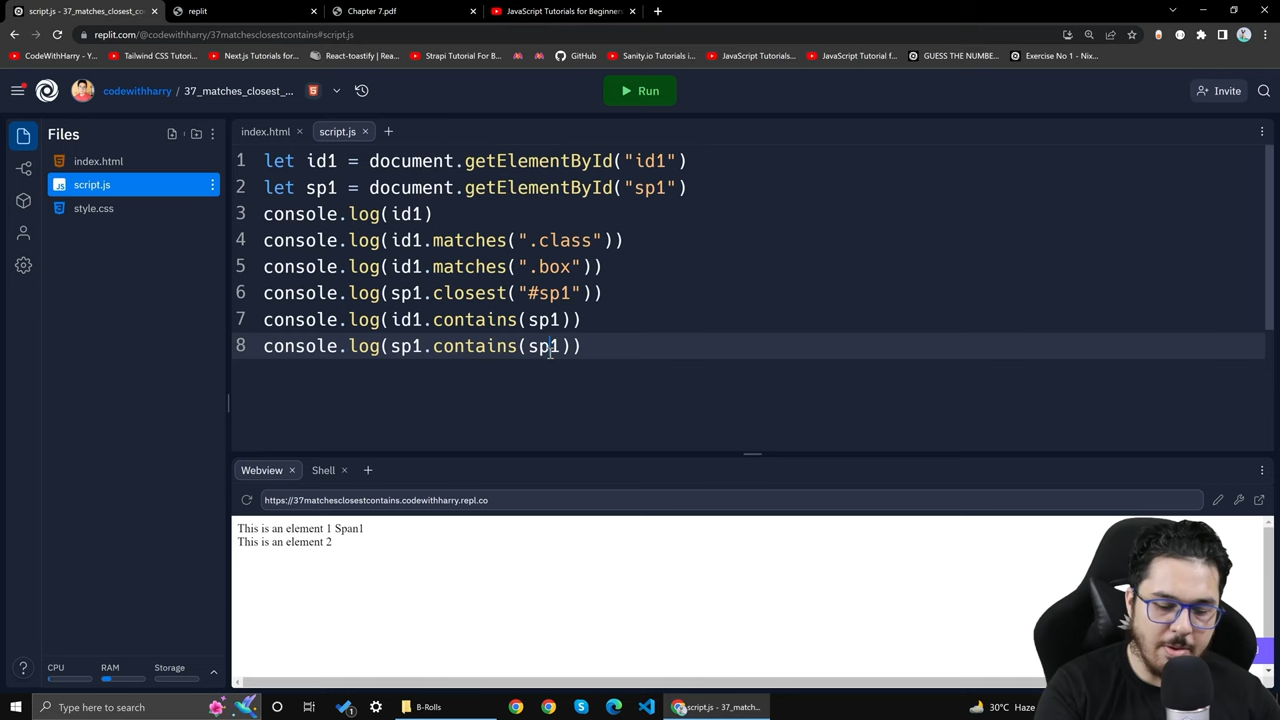 script.js - 37_matches_closest_con
replit
Chapter 7.pdf
JavaScript Tutorials for Beginner
replit.com/@codewithharry/37matchesclosestcontains#script.js
CodeWithHarry - Y...
Tailwind CSS Tutori...
Next.js Tutorials for...
React-toastify | Rea...
Strapi Tutorial For B...
GitHub
Sanity.io Tutorials i...
JavaScript Tutorials...
JavaScript Tutorial f...
GUESS THE NUMBE...
Exercise No 1 - Nix...
codewithharry / 37_matches_closest_...
Run
Invite
Files
index.html
script.js
style.css
index.html
script.js
1 let id1 = document.getElementById("id1")
2 let sp1 = document.getElementById("sp1")
3 console.log(id1)
4 console.log(id1.matches(".class"))
5 console.log(id1.matches(".box"))
6 console.log(sp1.closest("#sp1"))
7 console.log(id1.contains(sp1))
8 console.log(sp1.contains(sp1))
Webview
Shell
https://37matchesclosestcontains.codewithharry.repl.co
This is an element 1 Span1
This is an element 2
CPU
RAM
Storage
Type here to search
B-Rolls
script.js - 37_matc...
30°C Haze